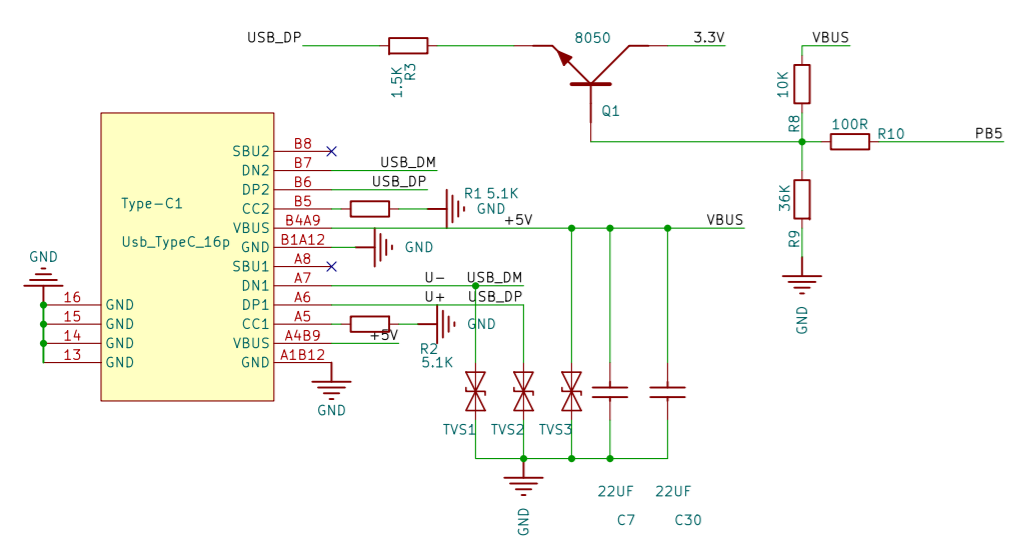 USB_DP
1.5K
R3
8050
Q1
3.3V
VBUS
10K
R8
100R
R10
PB5
36K
R9
GND
Type-C1
Usb_TypeC_16p
SBU2
B8
DN2
B7
USB_DM
DP2
B6
USB_DP
CC2
B5
R1 5.1K
GND
VBUS
B4A9
+5V
VBUS
GND
B1A12
GND
SBU1
A8
DN1
A7
U-
USB_DM
DP1
A6
U+
USB_DP
CC1
A5
GND
VBUS
A4B9
+5V
R2
5.1K
GND
A1B12
GND
GND
16
GND
15
GND
14
GND
13
GND
TVS1
TVS2
TVS3
GND
22UF
22UF
C7
C30